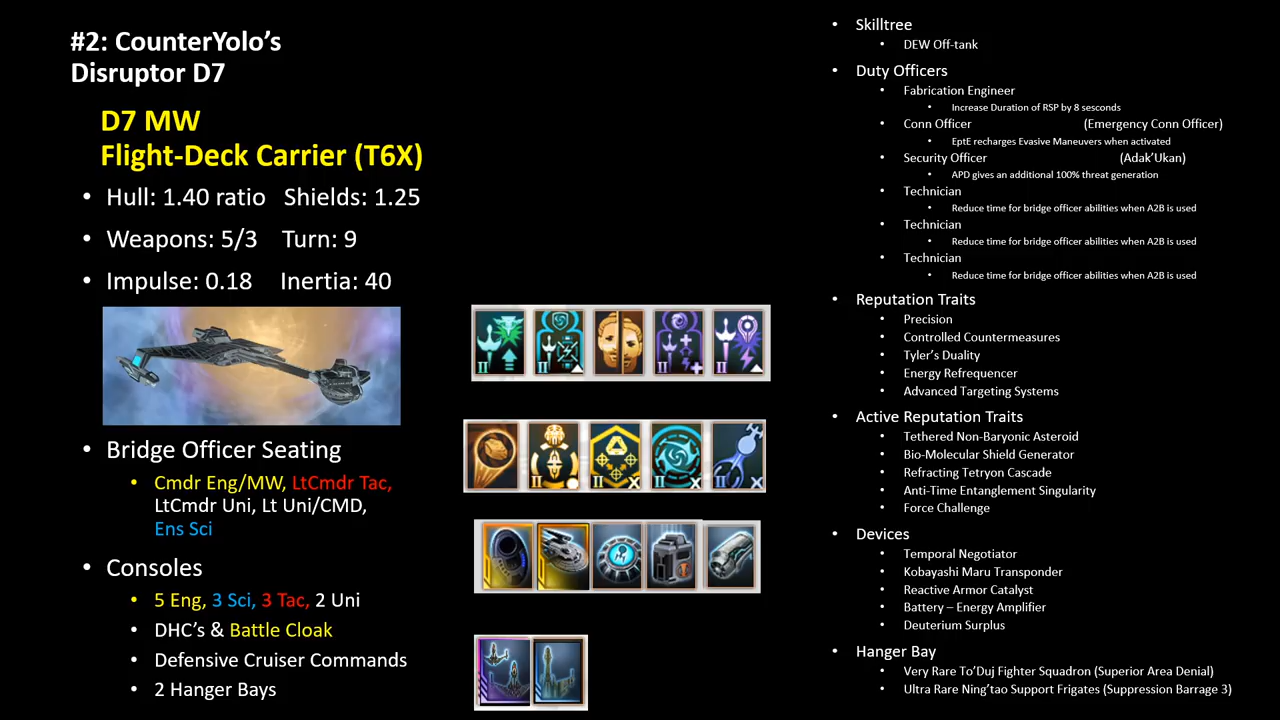 #2: CounterYolo's
Disruptor D7
D7 MW
Flight-Deck Carrier (T6X)
• Hull: 1.40 ratio Shields: 1.25
• Weapons: 5/3 Turn: 9
• Impulse: 0.18 Inertia: 40
• Bridge Officer Seating
• Cmdr Eng/MW, LtCmdr Tac,
LtCmdr Uni, Lt Uni/CMD,
Ens Sci
• Consoles
• 5 Eng, 3 Sci, 3 Tac, 2 Uni
• DHC's & Battle Cloak
• Defensive Cruiser Commands
• 2 Hanger Bays
II II II II
II II II X X X
• Skilltree
• DEW Off-tank
• Duty Officers
• Fabrication Engineer
• Increase Duration of RSP by 8 seconds
• Conn Officer (Emergency Conn Officer)
• EptE recharges Evasive Maneuvers when activated
• Security Officer (Adak'Ukan)
• APD gives an additional 100% threat generation
• Technician
• Reduce time for bridge officer abilities when A2B is used
• Technician
• Reduce time for bridge officer abilities when A2B is used
• Technician
• Reduce time for bridge officer abilities when A2B is used
• Reputation Traits
• Precision
• Controlled Countermeasures
• Tyler's Duality
• Energy Refrequencer
• Advanced Targeting Systems
• Active Reputation Traits
• Tethered Non-Baryonic Asteroid
• Bio-Molecular Shield Generator
• Refracting Tetryon Cascade
• Anti-Time Entanglement Singularity
• Force Challenge
• Devices
• Temporal Negotiator
• Kobayashi Maru Transponder
• Reactive Armor Catalyst
• Battery – Energy Amplifier
• Deuterium Surplus
• Hanger Bay
• Very Rare To'Duj Fighter Squadron (Superior Area Denial)
• Ultra Rare Ning'tao Support Frigates (Suppression Barrage 3)